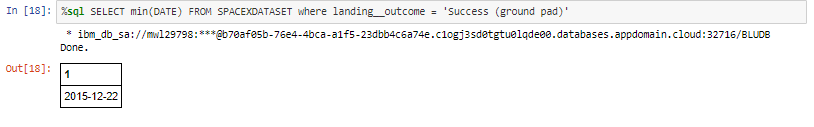 In [18]: %sql SELECT min(DATE) FROM SPACEXDATASET where landing__outcome = 'Success (ground pad)'
* ibm_db_sa://mwl29798:***@b70af05b-76e4-4bca-a1f5-23dbb4c6a74e.c1ogj3sd0tgtu0lqde00.databases.appdomain.cloud:32716/BLUDB
Done.
Out[18]:
1
2015-12-22